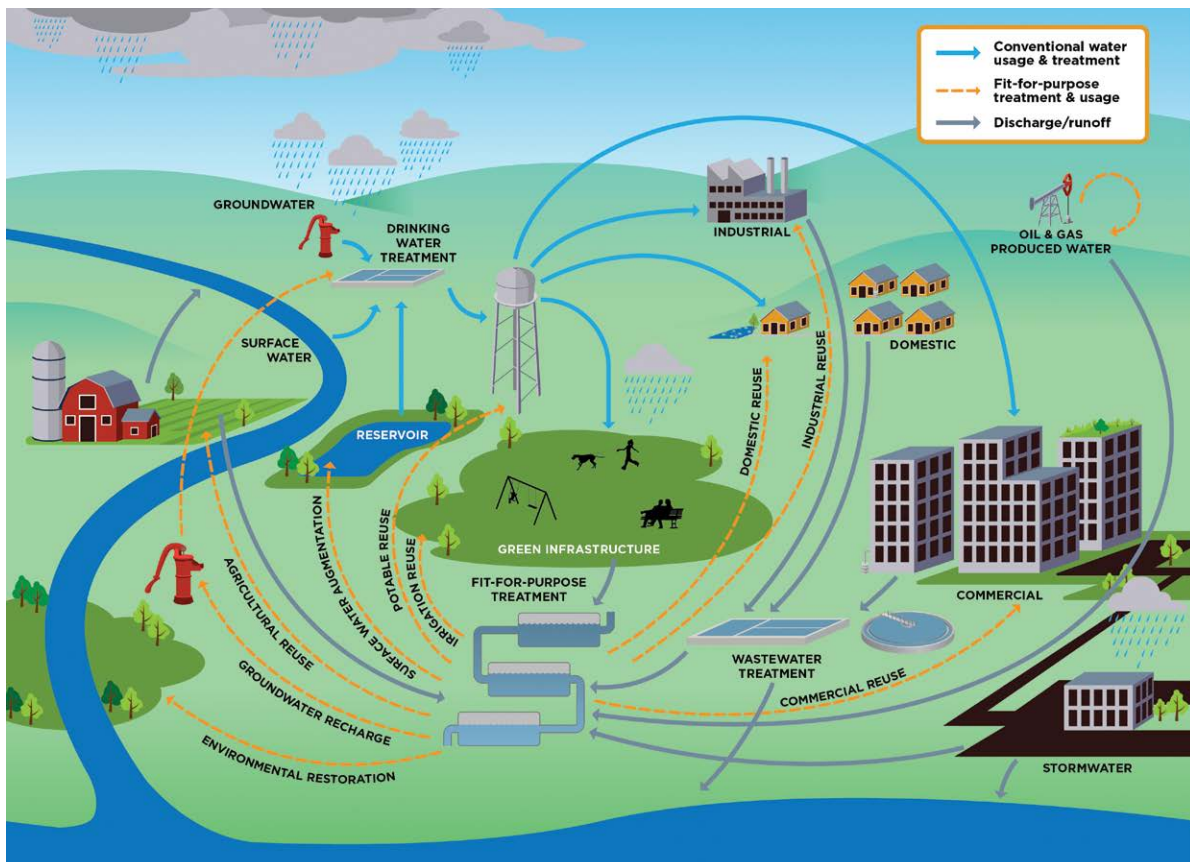 Conventional water
usage & treatment
Fit-for-purpose
treatment & usage
Discharge/runoff
GROUNDWATER
DRINKING
WATER
TREATMENT
INDUSTRIAL
OIL & GAS
PRODUCED WATER
SURFACE
WATER
DOMESTIC
RESERVOIR
DOMESTIC REUSE
INDUSTRIAL REUSE
GREEN INFRASTRUCTURE
POTABLE REUSE
IRRIGATION REUSE
SURFACE WATER AUGMENTATION
AGRICULTURAL REUSE
GROUNDWATER RECHARGE
ENVIRONMENTAL RESTORATION
FIT-FOR-PURPOSE
TREATMENT
COMMERCIAL
WASTEWATER
TREATMENT
COMMERCIAL REUSE
STORMWATER